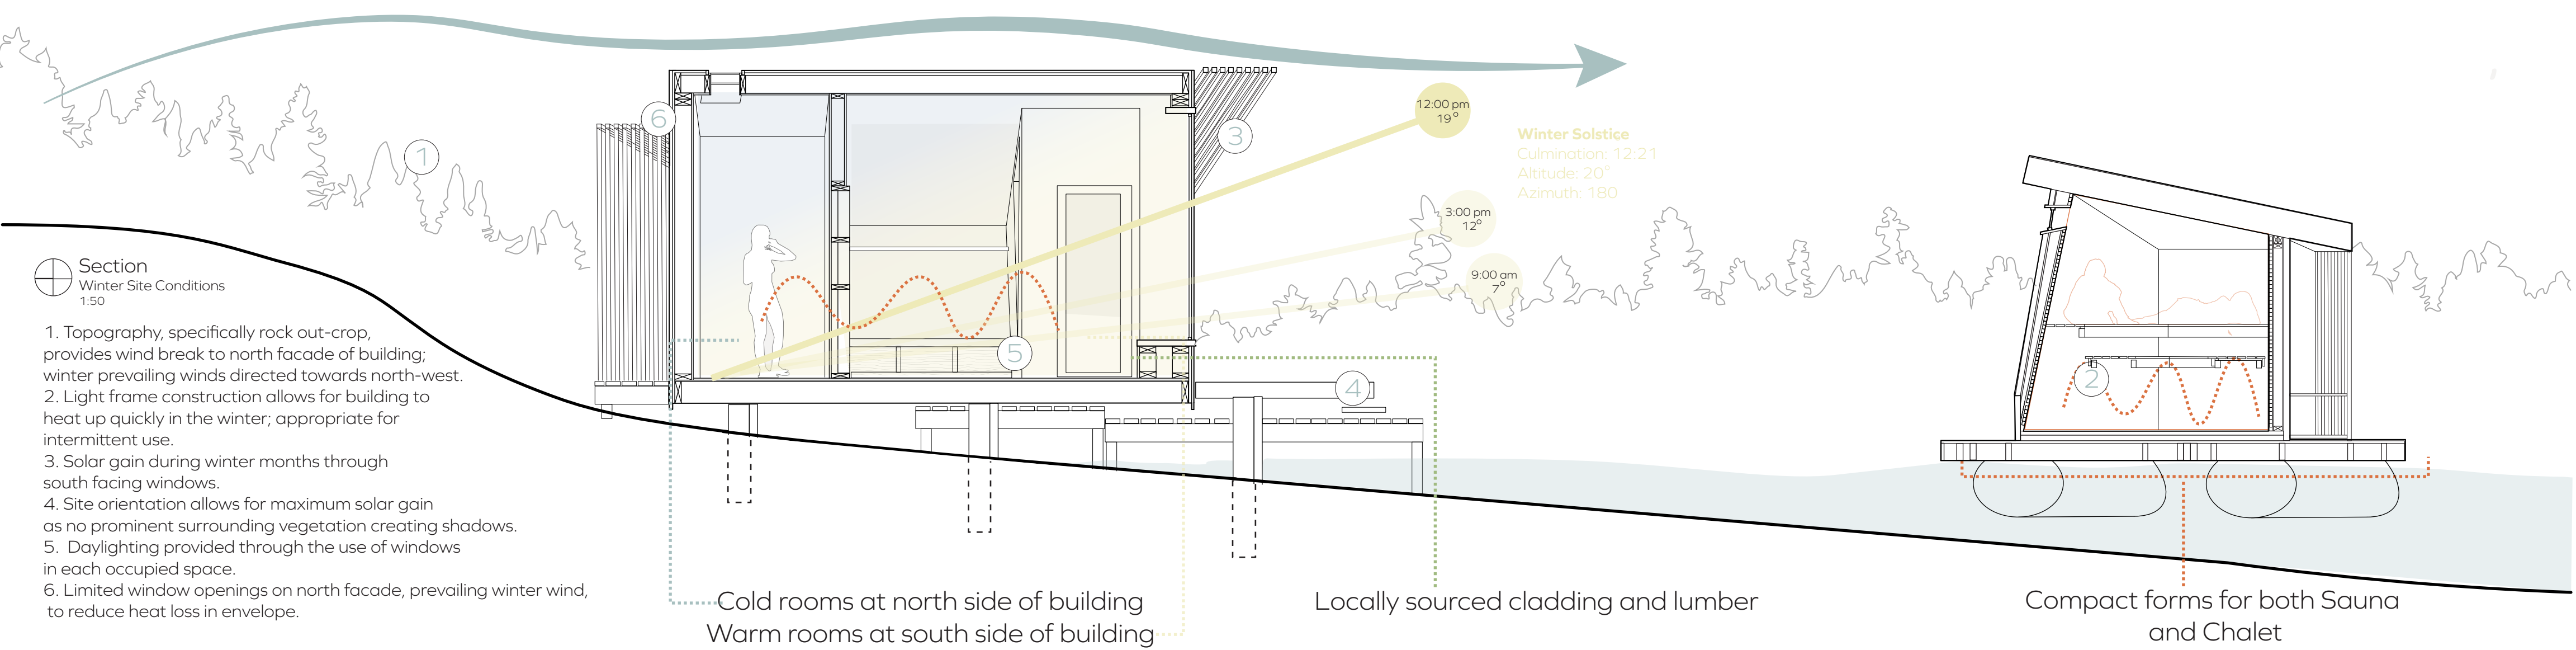 12:00 pm
19°
6
3
1
Winter Solstice
Culmination: 12:21
Altitude: 20°
Azimuth: 180
3:00 pm
12°
9:00 am
7°
Section
Winter Site Conditions
1:50
1. Topography, specifically rock out-crop,
provides wind break to north facade of building;
winter prevailing winds directed towards north-west.
2. Light frame construction allows for building to
heat up quickly in the winter; appropriate for
intermittent use.
3. Solar gain during winter months through
south facing windows.
4. Site orientation allows for maximum solar gain
as no prominent surrounding vegetation creating shadows.
5. Daylighting provided through the use of windows
in each occupied space.
6. Limited window openings on north facade, prevailing winter wind,
to reduce heat loss in envelope.
5
4
2
Cold rooms at north side of building
Warm rooms at south side of building
Locally sourced cladding and lumber
Compact forms for both Sauna
and Chalet